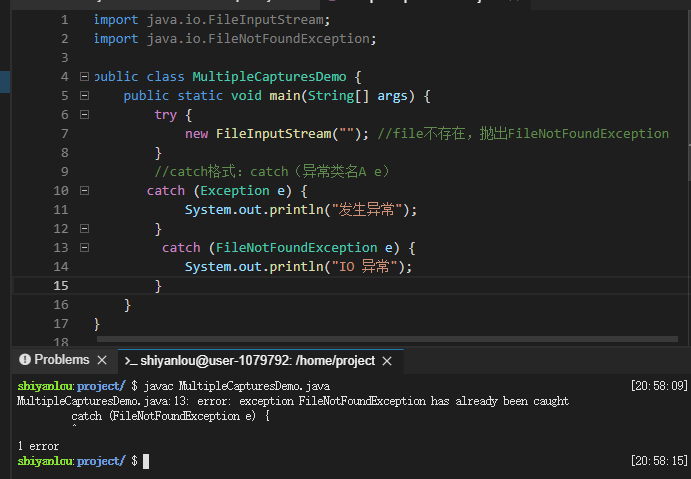 1 import java.io.FileInputStream;
2 import java.io.FileNotFoundException;
3
4 public class MultipleCapturesDemo {
5 public static void main(String[] args) {
6 try {
7 new FileInputStream(""); //file不存在，抛出FileNotFoundException
8 }
9 //catch格式：catch（异常类名A e）
10 catch (Exception e) {
11 System.out.println("发生异常");
12 }
13 catch (FileNotFoundException e) {
14 System.out.println("IO 异常");
15 }
16 }
17 }
18
Problems
shiyanlou@user-1079792: /home/project
shiyanlou:project/ $ javac MultipleCapturesDemo.java [20:58:09]
MultipleCapturesDemo.java:13: error: exception FileNotFoundException has already been caught
catch (FileNotFoundException e) {
^
1 error
shiyanlou:project/ $ [20:58:15]